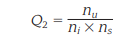 Q₂ = nᵤ / (nᵢ × nₛ)